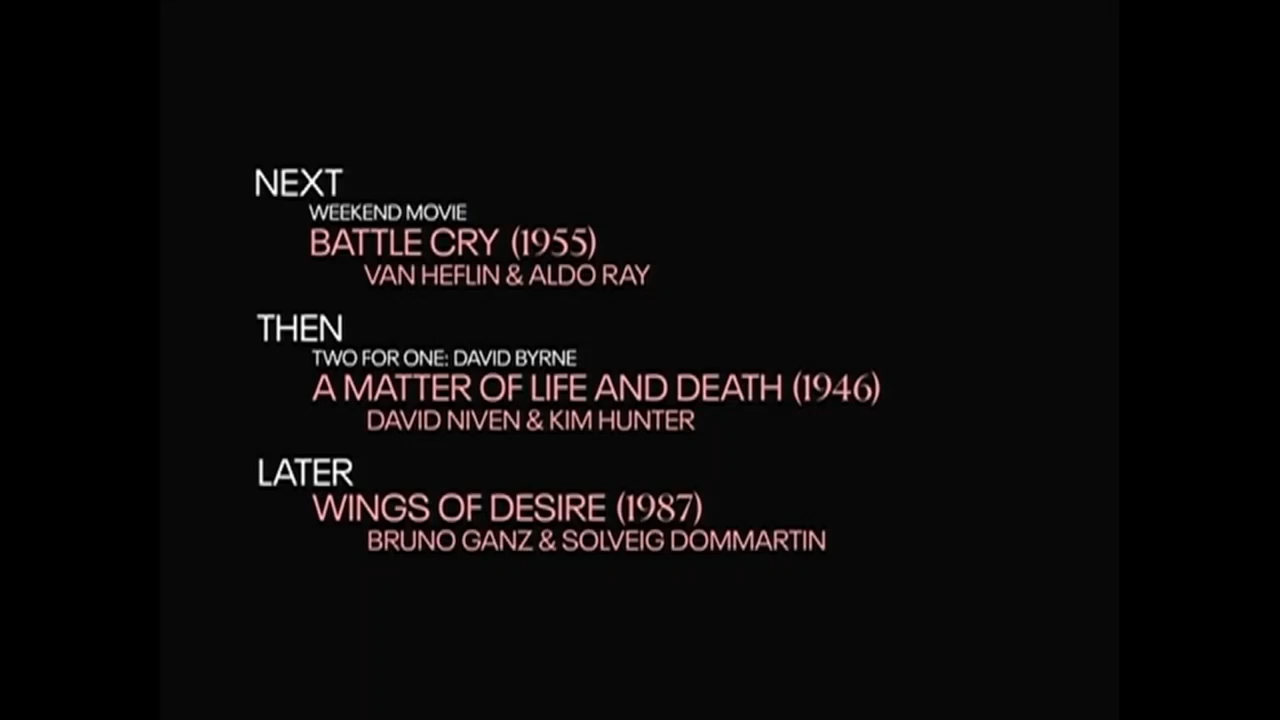 NEXT
WEEKEND MOVIE
BATTLE CRY (1955)
VAN HEFLIN & ALDO RAY
THEN
TWO FOR ONE: DAVID BYRNE
A MATTER OF LIFE AND DEATH (1946)
DAVID NIVEN & KIM HUNTER
LATER
WINGS OF DESIRE (1987)
BRUNO GANZ & SOLVEIG DOMMARTIN